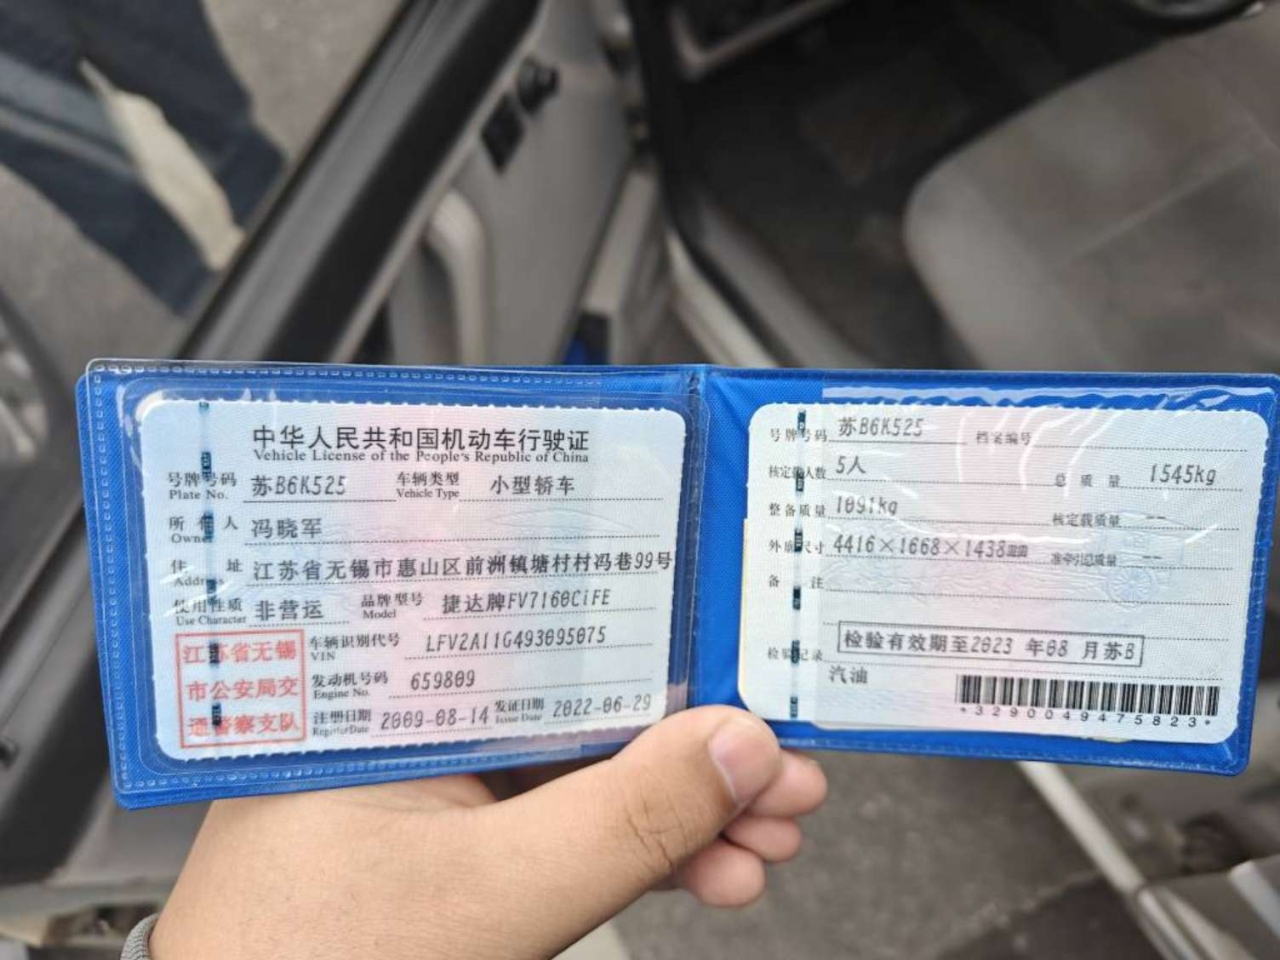 中华人民共和国机动车行驶证
Vehicle License of the People's Republic of China
号牌号码 苏B6K525 车辆类型 小型轿车
Plate No. Vehicle Type
所有人 冯晓军
Owner
住址 江苏省无锡市惠山区前洲镇塘村村冯巷99号
Address
使用性质 非营运 品牌型号 捷达牌FV7160CiFE
Use Character Model
江苏省无锡
市公安局交
通警察支队
车辆识别代号 LFV2A11G493095075
VIN
发动机号码 659809
Engine No.
注册日期 2009-08-14 发证日期 2022-06-29
Register Date Issue Date
号牌号码 苏B6K525 档案编号
核定载人数 5人 总质量 1545kg
整备质量 1091kg 核定载质量 --
外廓尺寸 4416×1668×1438mm 准牵引总质量 --
备注
检验记录 检验有效期至2023 年08 月苏B
汽油
*3290049475823*